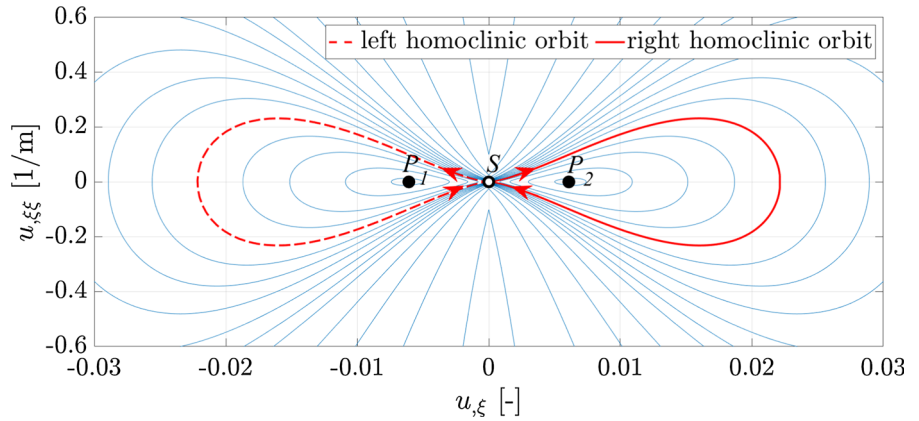 left homoclinic orbit right homoclinic orbit
0.6
0.4
0.2
0
-0.2
-0.4
-0.6
u,ξξ [1/m]
P1 S P2
-0.03 -0.02 -0.01 0 0.01 0.02 0.03
u,ξ [-]